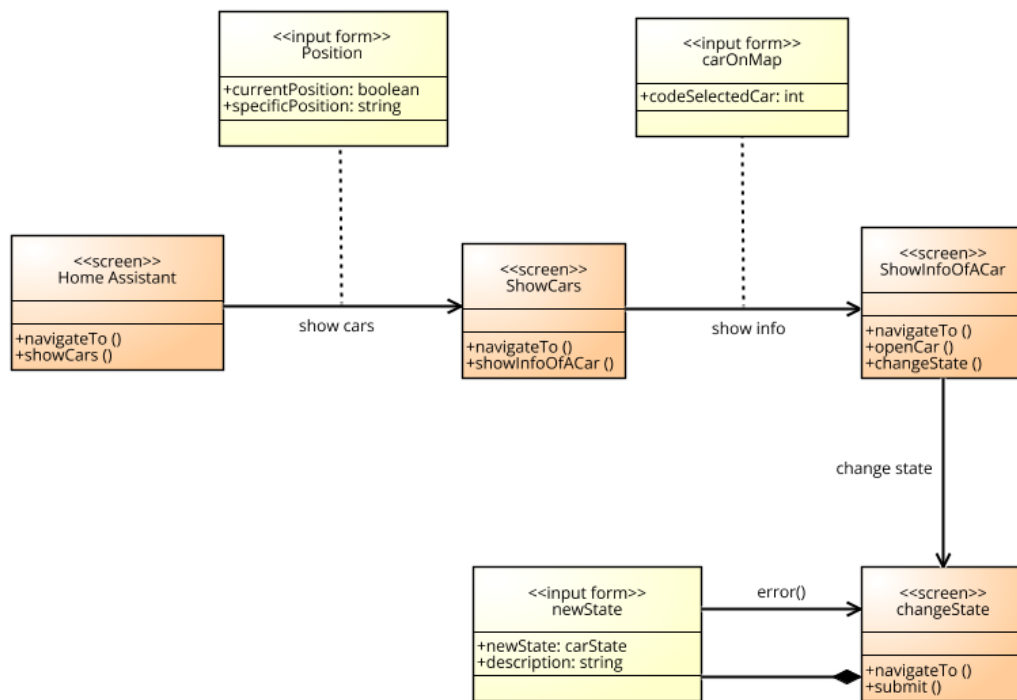 <<input form>>
Position
+currentPosition: boolean
+specificPosition: string
<<input form>>
carOnMap
+codeSelectedCar: int
<<screen>>
Home Assistant
+navigateTo ()
+showCars ()
show cars
<<screen>>
ShowCars
+navigateTo ()
+showInfoOfACar ()
show info
<<screen>>
ShowInfoOfACar
+navigateTo ()
+openCar ()
+changeState ()
change state
<<input form>>
newState
+newState: carState
+description: string
error()
<<screen>>
changeState
+navigateTo ()
+submit ()